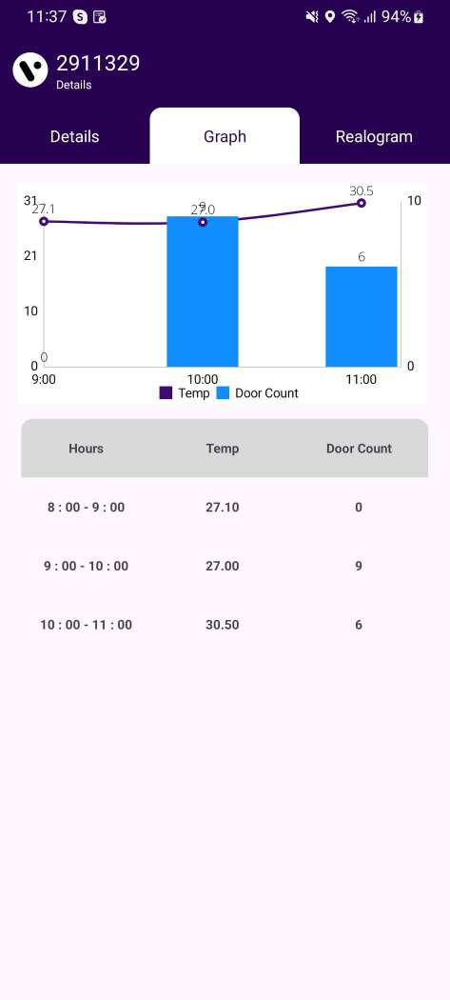 11:37 94%
2911329
Details
Details Graph Realogram
31 27.1 9 27.0 30.5 10
21
10 6
0 0 0
9:00 10:00 11:00
Temp Door Count
Hours Temp Door Count
8 : 00 - 9 : 00 27.10 0
9 : 00 - 10 : 00 27.00 9
10 : 00 - 11 : 00 30.50 6